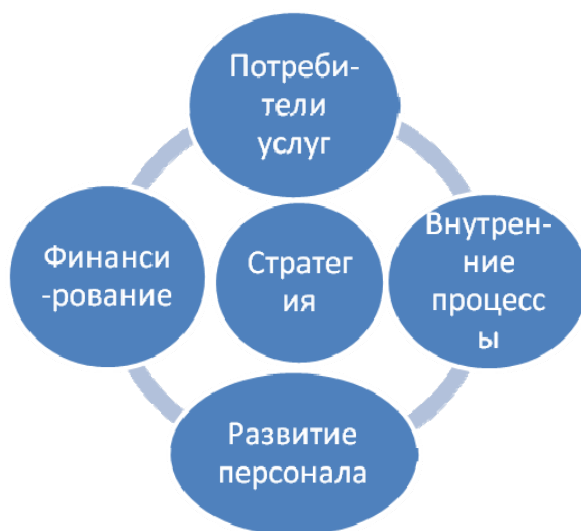 Потреби-
тели
услуг
Финанси
-рование
Стратег
ия
Внутрен-
ние
процесс
ы
Развитие
персонала